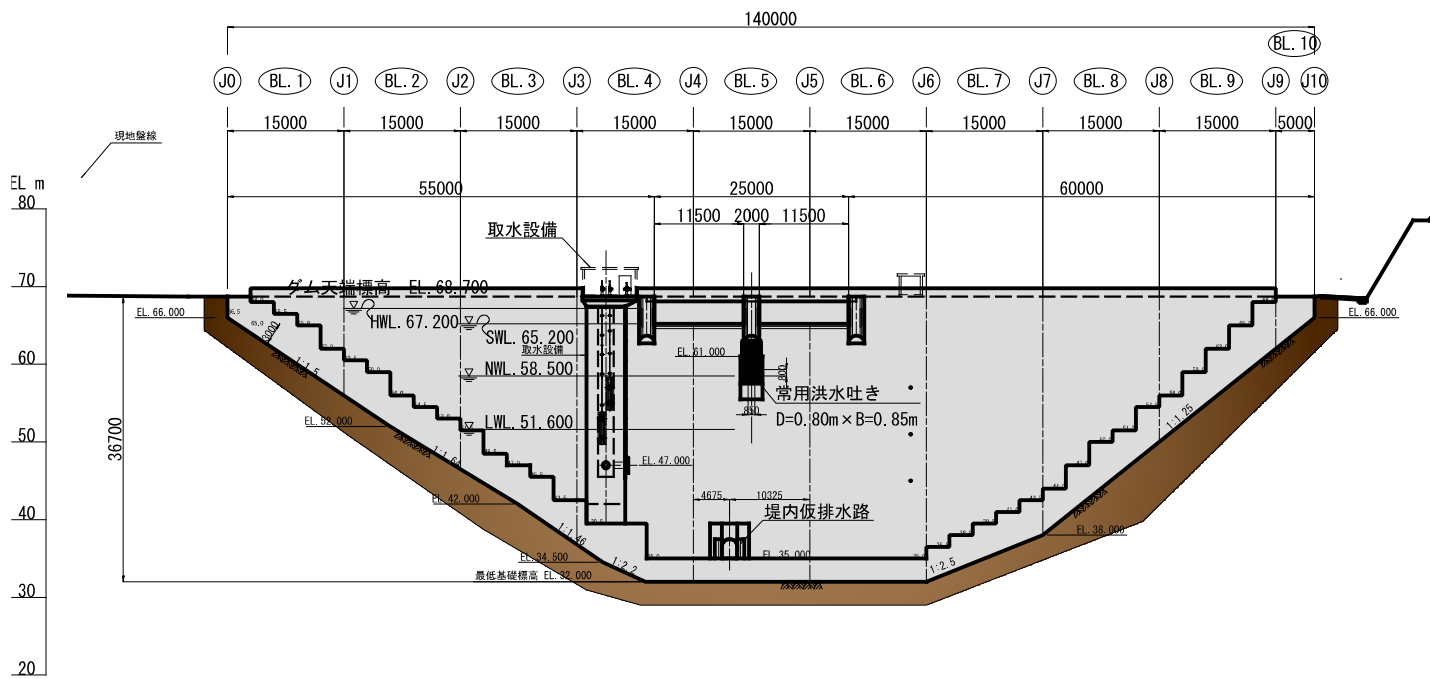 140000
BL. 10
J0 BL. 1 J1 BL. 2 J2 BL. 3 J3 BL. 4 J4 BL. 5 J5 BL. 6 J6 BL. 7 J7 BL. 8 J8 BL. 9 J9 J10
15000 15000 15000 15000 15000 15000 15000 15000 15000 5000
現地盤線
EL m
80
70
60
50
40
30
20
55000 25000 60000
11500 2000 11500
取水設備
ダム天端標高 EL. 68.700
HWL. 67.200
SWL. 65.200
取水設備
NWL. 58.500
LWL. 51.600
EL. 66.000
EL. 66.000
EL. 61.000
800
常用洪水吐き
850
D=0.80m×B=0.85m
3000
1:1.5
EL. 52.000
1:1.66
EL. 47.000
36700
EL. 42.000
4675 10325
堤内仮排水路
1:1.46
EL. 34.500
1:2.2
EL. 35.000
最低基礎標高 EL. 32.000
1:2.5
EL. 38.000
1:1.25